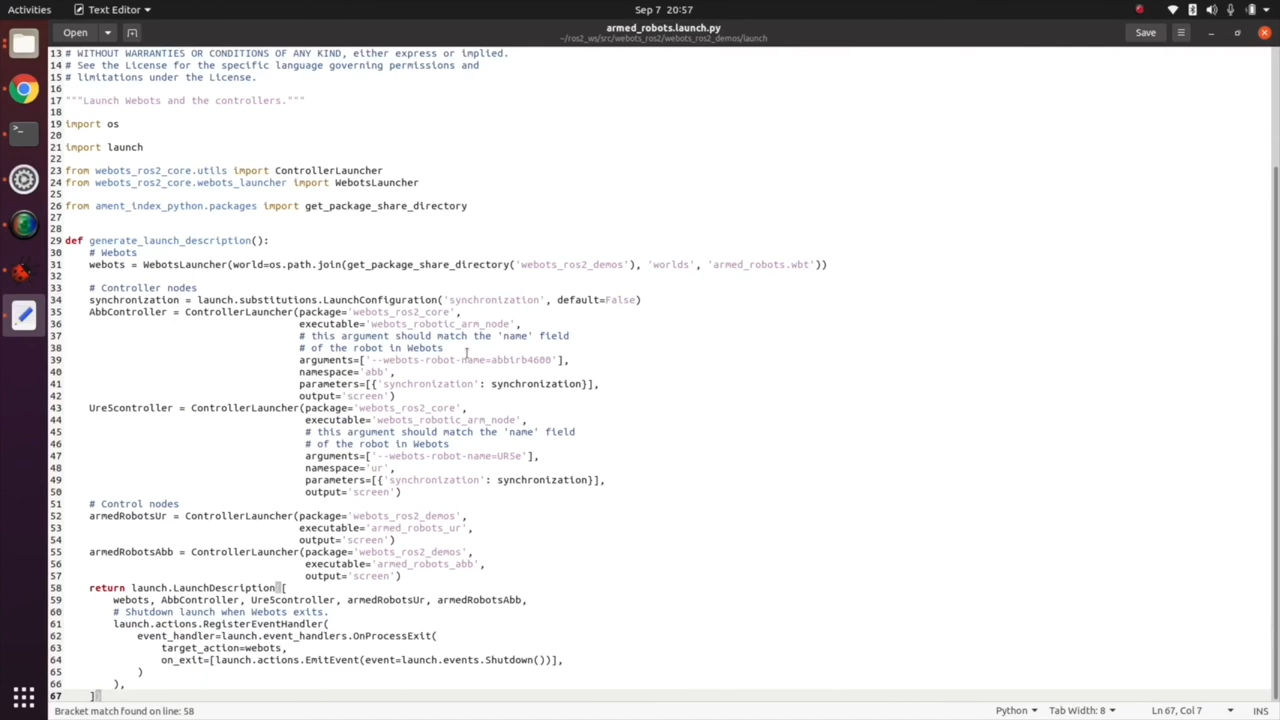 Activities
Text Editor
Sep 7 20:57
Open
armed_robots.launch.py
~/ros2_ws/src/webots_ros2/webots_ros2_demos/launch
Save
13 # WITHOUT WARRANTIES OR CONDITIONS OF ANY KIND, either express or implied.
14 # See the License for the specific language governing permissions and
15 # limitations under the License.
16
17 """Launch Webots and the controllers."""
18
19 import os
20
21 import launch
22
23 from webots_ros2_core.utils import ControllerLauncher
24 from webots_ros2_core.webots_launcher import WebotsLauncher
25
26 from ament_index_python.packages import get_package_share_directory
27
28
29 def generate_launch_description():
30     # Webots
31     webots = WebotsLauncher(world=os.path.join(get_package_share_directory('webots_ros2_demos'), 'worlds', 'armed_robots.wbt'))
32
33     # Controller nodes
34     synchronization = launch.substitutions.LaunchConfiguration('synchronization', default=False)
35     AbbController = ControllerLauncher(package='webots_ros2_core',
36                                        executable='webots_robotic_arm_node',
37                                        # this argument should match the 'name' field
38                                        # of the robot in Webots
39                                        arguments=['--webots-robot-name=abbirb4600'],
40                                        namespace='abb',
41                                        parameters=[{'synchronization': synchronization}],
42                                        output='screen')
43     Ure5controller = ControllerLauncher(package='webots_ros2_core',
44                                         executable='webots_robotic_arm_node',
45                                         # this argument should match the 'name' field
46                                         # of the robot in Webots
47                                         arguments=['--webots-robot-name=UR5e'],
48                                         namespace='ur',
49                                         parameters=[{'synchronization': synchronization}],
50                                         output='screen')
51     # Control nodes
52     armedRobotsUr = ControllerLauncher(package='webots_ros2_demos',
53                                        executable='armed_robots_ur',
54                                        output='screen')
55     armedRobotsAbb = ControllerLauncher(package='webots_ros2_demos',
56                                         executable='armed_robots_abb',
57                                         output='screen')
58     return launch.LaunchDescription([
59         webots, AbbController, Ure5controller, armedRobotsUr, armedRobotsAbb,
60         # Shutdown launch when Webots exits.
61         launch.actions.RegisterEventHandler(
62             event_handler=launch.event_handlers.OnProcessExit(
63                 target_action=webots,
64                 on_exit=[launch.actions.EmitEvent(event=launch.events.Shutdown())],
65             )
66         ),
67     ])
Bracket match found on line: 58
Python
Tab Width: 8
Ln 67, Col 7
INS